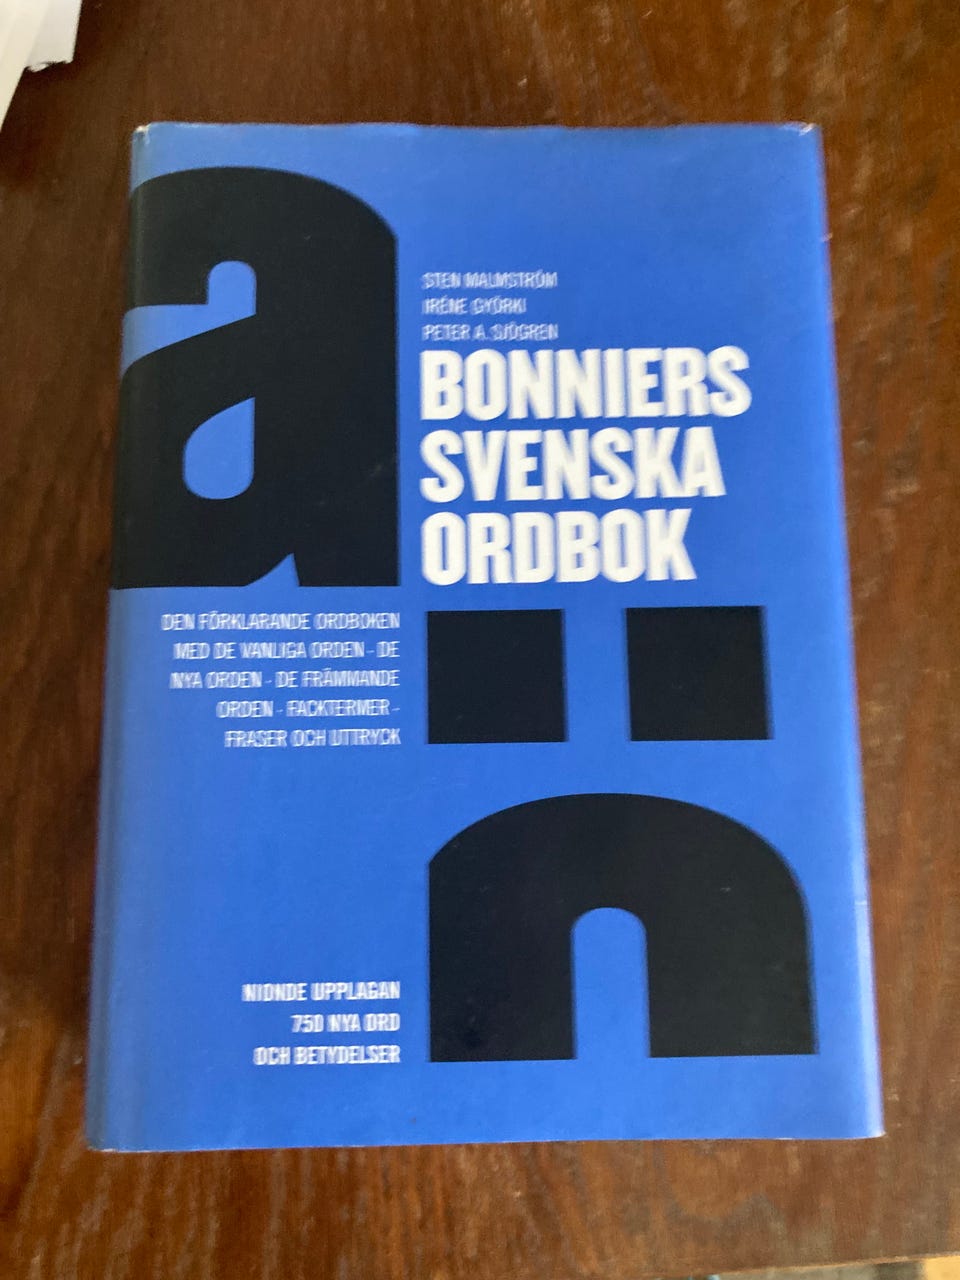 a
STEN MALMSTRÖM
IRÉNE GYÖRKI
PETER A. SJÖGREN
BONNIERS
SVENSKA
ORDBOK
DEN FÖRKLARANDE ORDBOKEN
MED DE VANLIGA ORDEN - DE
NYA ORDEN - DE FRÄMMANDE
ORDEN - FACKTERMER -
FRASER OCH UTTRYCK
NIONDE UPPLAGAN
750 NYA ORD
OCH BETYDELSER